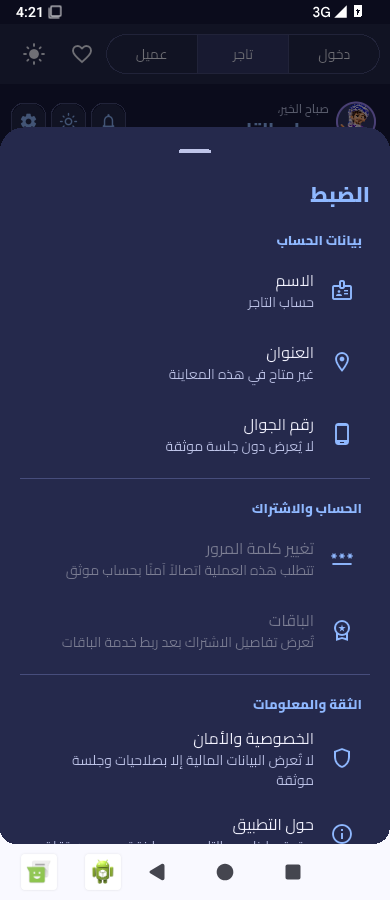 4:21
3G
دخول
تاجر
عميل
صباح الخير،
الضبط
بيانات الحساب
الاسم
حساب التاجر
العنوان
غير متاح في هذه المعاينة
رقم الجوال
لا يُعرض دون جلسة موثقة
الحساب والاشتراك
تغيير كلمة المرور
تتطلب هذه العملية اتصالاً آمنًا بحساب موثق
الباقات
تُعرض تفاصيل الاشتراك بعد ربط خدمة الباقات
الثقة والمعلومات
الخصوصية والأمان
لا تُعرض البيانات المالية إلا بصلاحيات وجلسة
موثقة
حول التطبيق